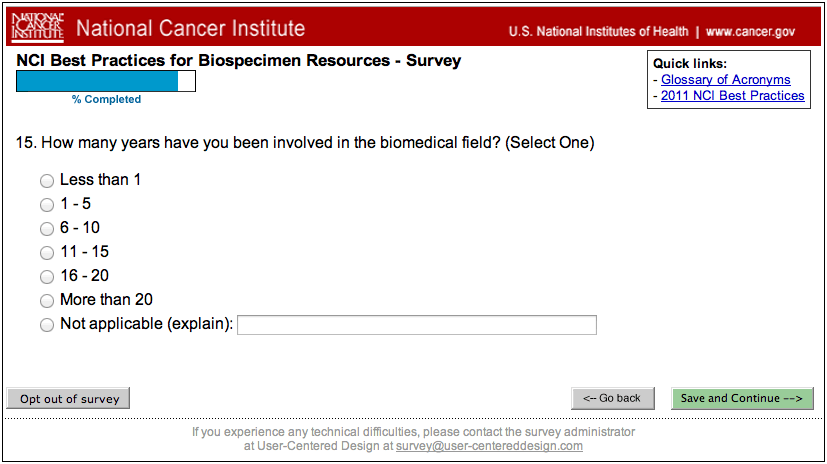 NATIONAL
CANCER
INSTITUTE
National Cancer Institute
U.S. National Institutes of Health | www.cancer.gov
NCI Best Practices for Biospecimen Resources - Survey
% Completed
Quick links:
- Glossary of Acronyms
- 2011 NCI Best Practices
15. How many years have you been involved in the biomedical field? (Select One)
Less than 1
1 - 5
6 - 10
11 - 15
16 - 20
More than 20
Not applicable (explain):
Opt out of survey
<-- Go back
Save and Continue -->
If you experience any technical difficulties, please contact the survey administrator
at User-Centered Design at survey@user-centereddesign.com